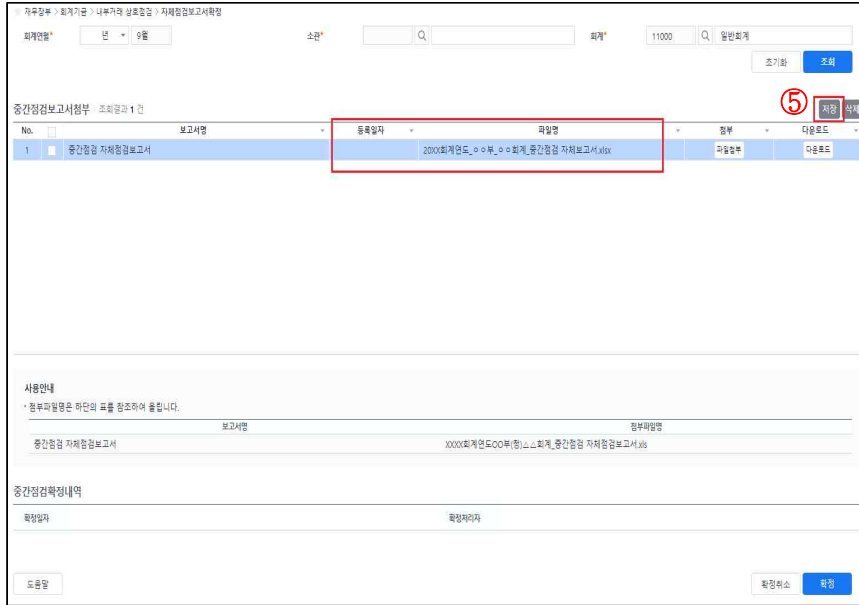 재무장부 > 회계기금 > 내부거래 상호점검 > 자체점검보고서확정
회계연월* 년 9월 소관* 회계* 11000 일반회계
초기화 조회
중간점검보고서첨부 조회결과 1 건 ⑤ 저장 삭제
No. 보고서명 등록일자 파일명 첨부 다운로드
1 중간점검 자체점검보고서 20XX회계연도_ㅇㅇ부_ㅇㅇ회계_중간점검 자체보고서.xlsx 파일첨부 다운로드
사용안내
* 첨부파일명은 하단의 표를 참조하여 올립니다.
보고서명 첨부파일명
중간점검 자체점검보고서 XXXX회계연도OO부(청)△△회계_중간점검 자체점검보고서.xls
중간점검확정내역
확정일자 확정처리자
도움말 확정취소 확정